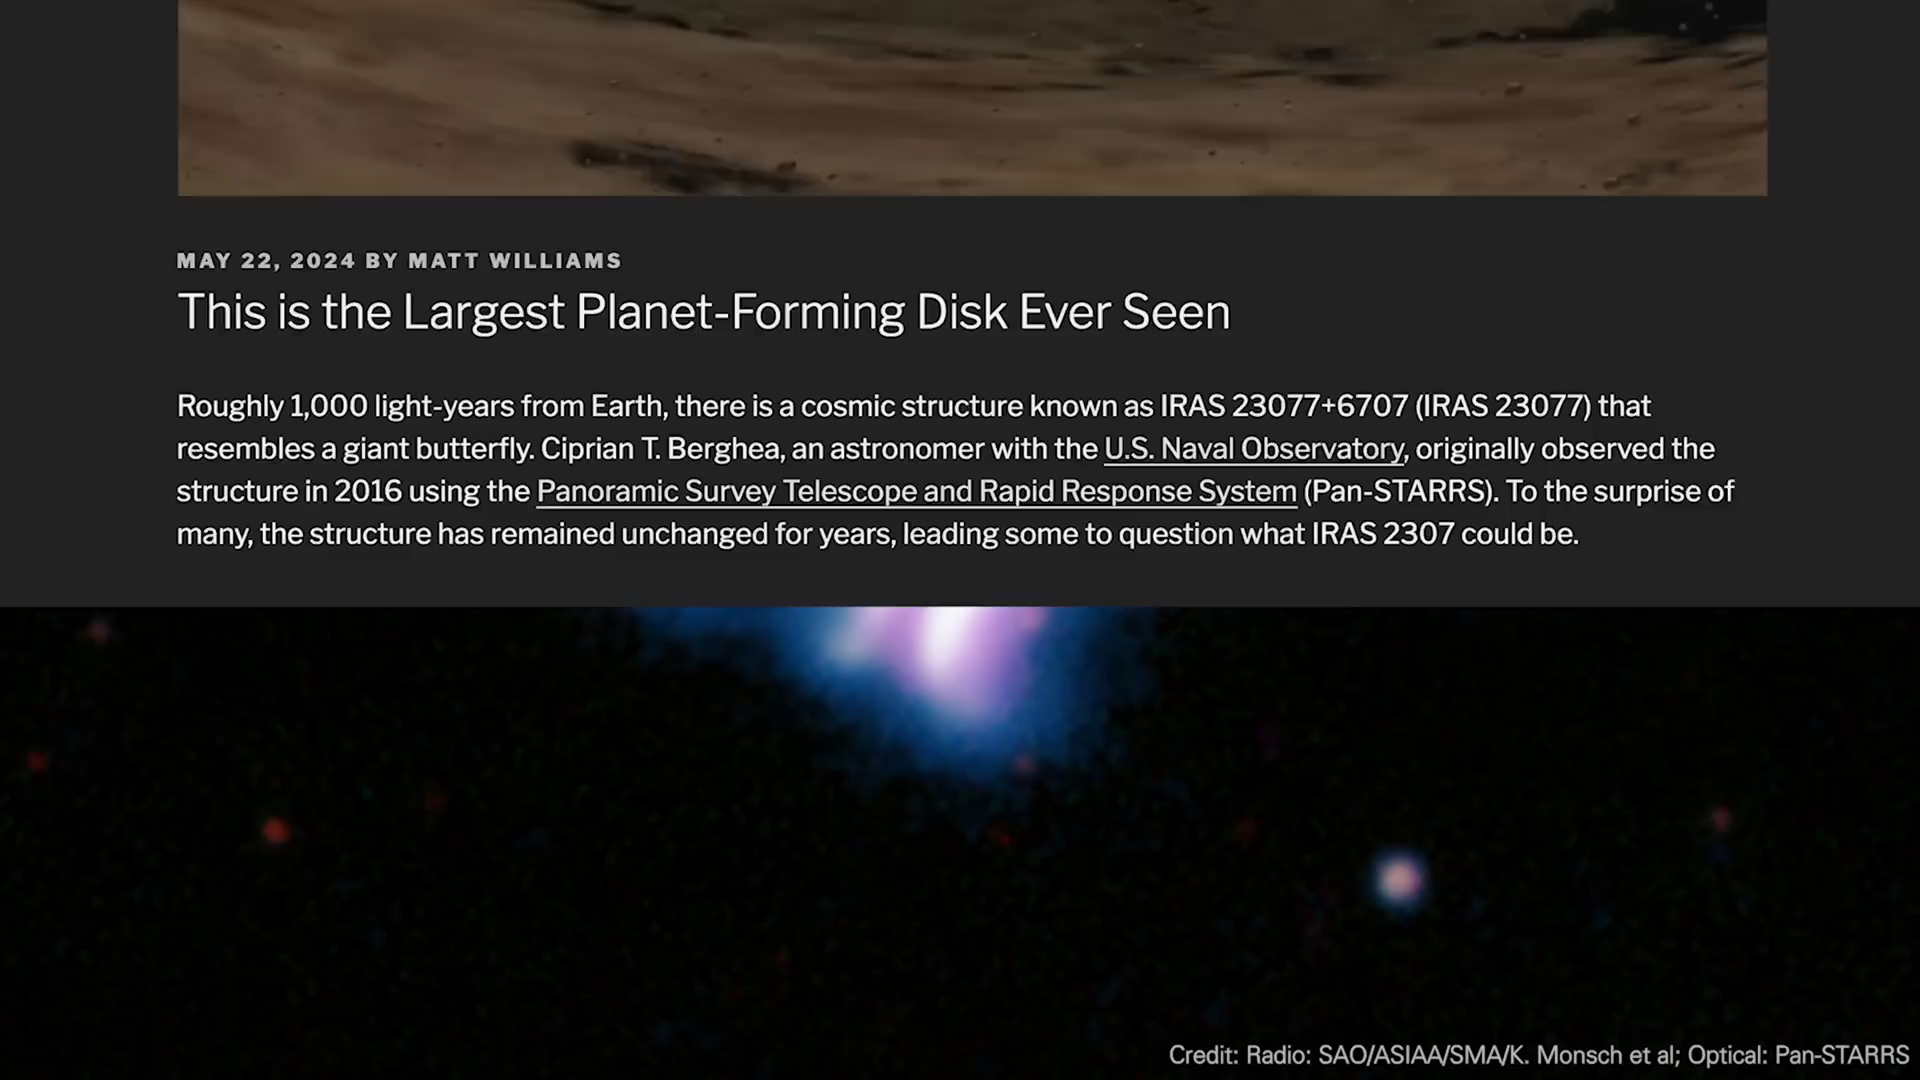 MAY 22, 2024 BY MATT WILLIAMS
This is the Largest Planet-Forming Disk Ever Seen
Roughly 1,000 light-years from Earth, there is a cosmic structure known as IRAS 23077+6707 (IRAS 23077) that
resembles a giant butterfly. Ciprian T. Berghea, an astronomer with the U.S. Naval Observatory, originally observed the
structure in 2016 using the Panoramic Survey Telescope and Rapid Response System (Pan-STARRS). To the surprise of
many, the structure has remained unchanged for years, leading some to question what IRAS 2307 could be.
Credit: Radio: SAO/ASIAA/SMA/K. Monsch et al; Optical: Pan-STARRS